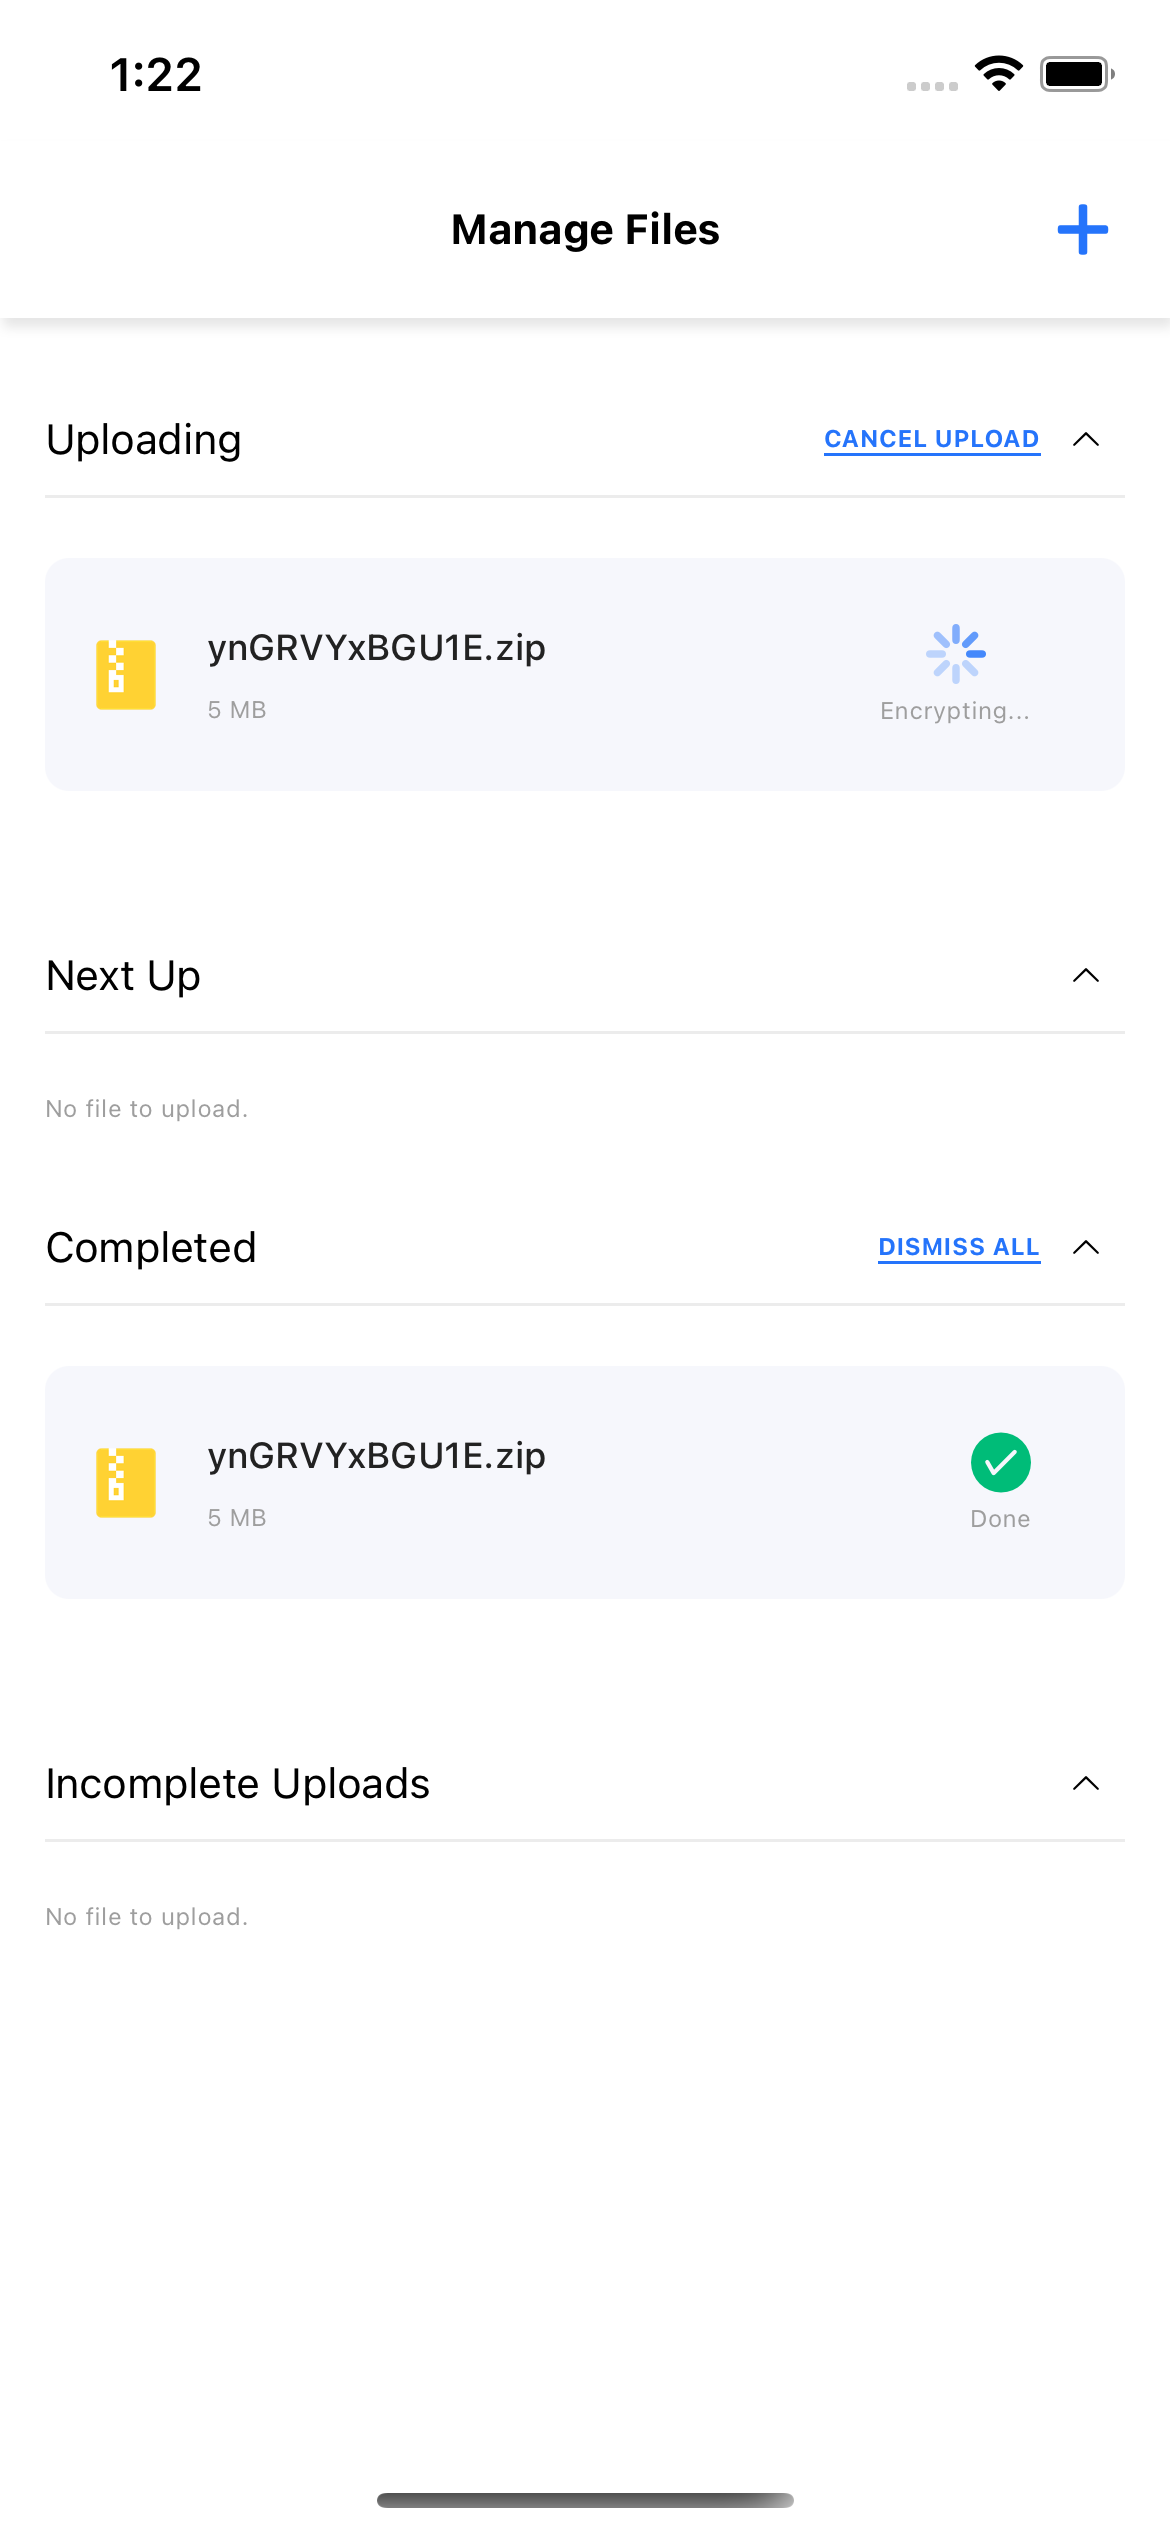 1:22
Manage Files
Uploading
CANCEL UPLOAD
ynGRVYxBGU1E.zip
5 MB
Encrypting...
Next Up
No file to upload.
Completed
DISMISS ALL
ynGRVYxBGU1E.zip
5 MB
Done
Incomplete Uploads
No file to upload.